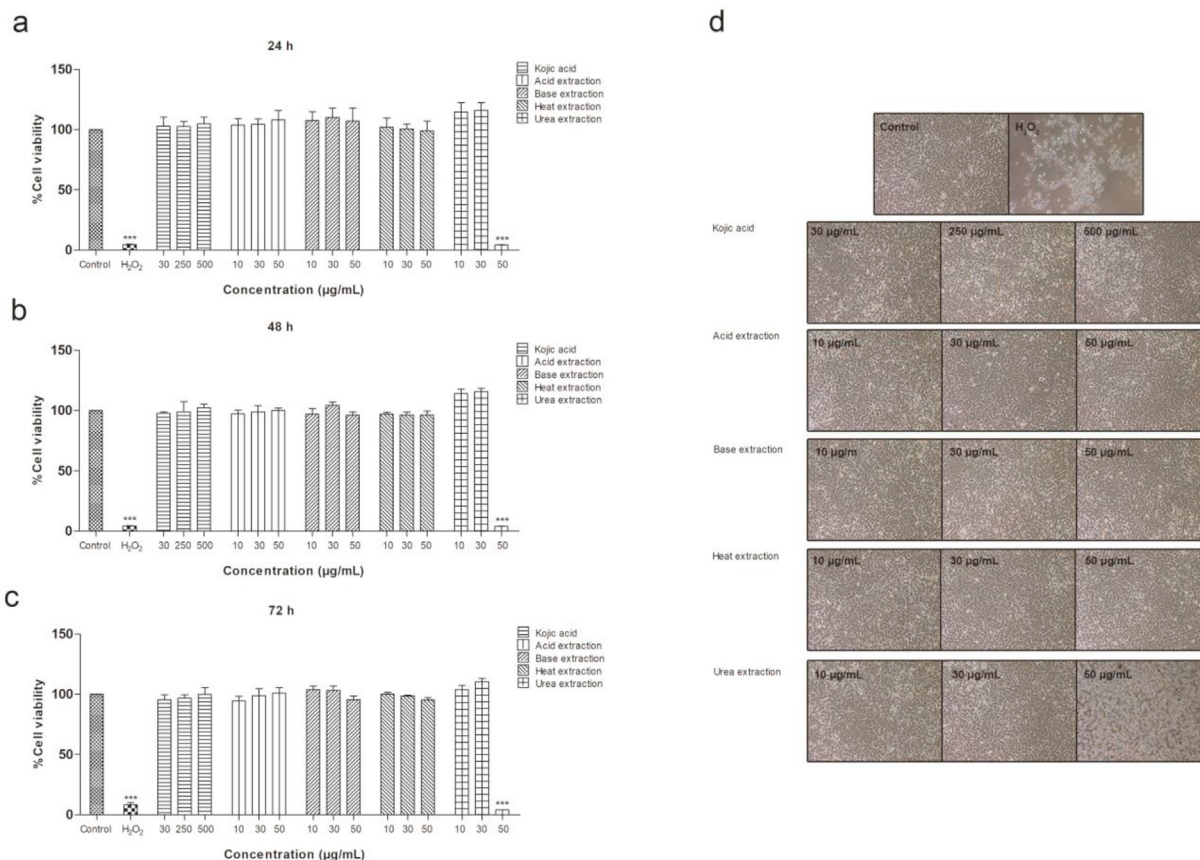 a
24 h
150
100
50
0
%Cell viability
***
***
Control H₂O₂ 30 250 500 10 30 50 10 30 50 10 30 50 10 30 50
Concentration (µg/mL)
Kojic acid
Acid extraction
Base extraction
Heat extraction
Urea extraction
b
48 h
150
100
50
0
%Cell viability
***
***
Control H₂O₂ 30 250 500 10 30 50 10 30 50 10 30 50 10 30 50
Concentration (µg/mL)
Kojic acid
Acid extraction
Base extraction
Heat extraction
Urea extraction
c
72 h
150
100
50
0
%Cell viability
***
***
Control H₂O₂ 30 250 500 10 30 50 10 30 50 10 30 50 10 30 50
Concentration (µg/mL)
Kojic acid
Acid extraction
Base extraction
Heat extraction
Urea extraction
d
Control H₂O₂
Kojic acid 30 µg/mL 250 µg/mL 500 µg/mL
Acid extraction 10 µg/mL 30 µg/mL 50 µg/mL
Base extraction 10 µg/m 30 µg/mL 50 µg/mL
Heat extraction 10 µg/mL 30 µg/mL 50 µg/mL
Urea extraction 10 µg/mL 30 µg/mL 50 µg/mL